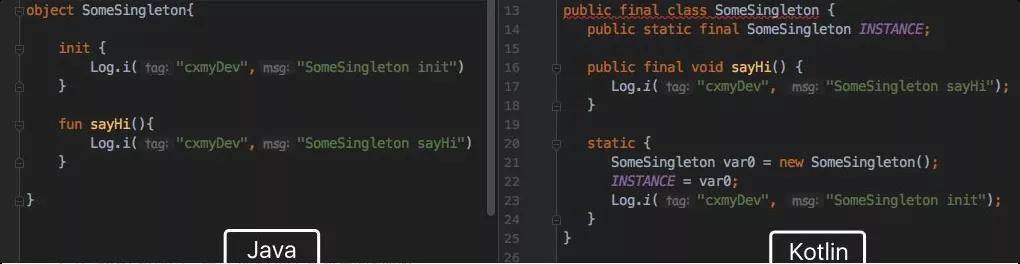 object SomeSingleton{
init {
Log.i( tag: "cxmyDev", msg: "SomeSingleton init")
}
fun sayHi(){
Log.i( tag: "cxmyDev", msg: "SomeSingleton sayHi")
}
}
Java
13 public final class SomeSingleton {
14 public static final SomeSingleton INSTANCE;
15
16 public final void sayHi() {
17 Log.i( tag: "cxmyDev", msg: "SomeSingleton sayHi");
18 }
19
20 static {
21 SomeSingleton var0 = new SomeSingleton();
22 INSTANCE = var0;
23 Log.i( tag: "cxmyDev", msg: "SomeSingleton init");
24 }
25 }
26
Kotlin